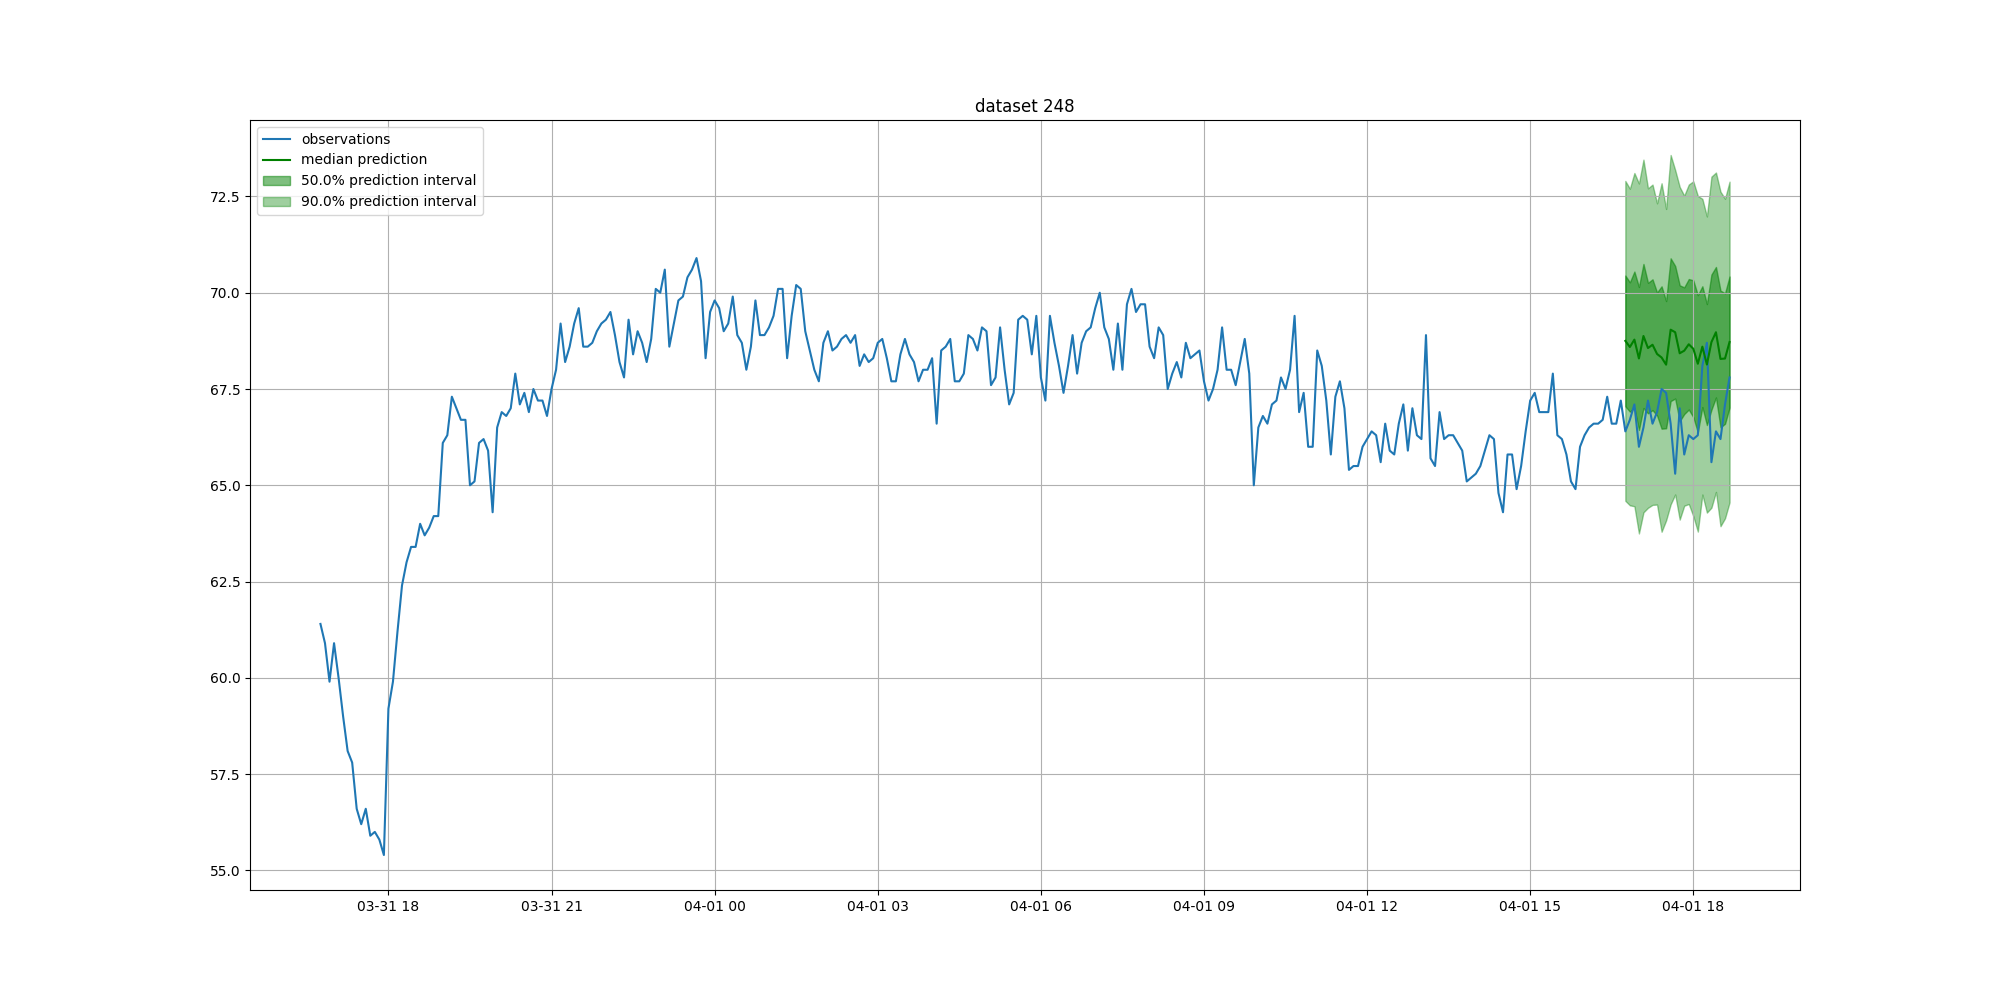 dataset 248
observations
median prediction
50.0% prediction interval
90.0% prediction interval
72.5
70.0
67.5
65.0
62.5
60.0
57.5
55.0
03-31 18 03-31 21 04-01 00 04-01 03 04-01 06 04-01 09 04-01 12 04-01 15 04-01 18